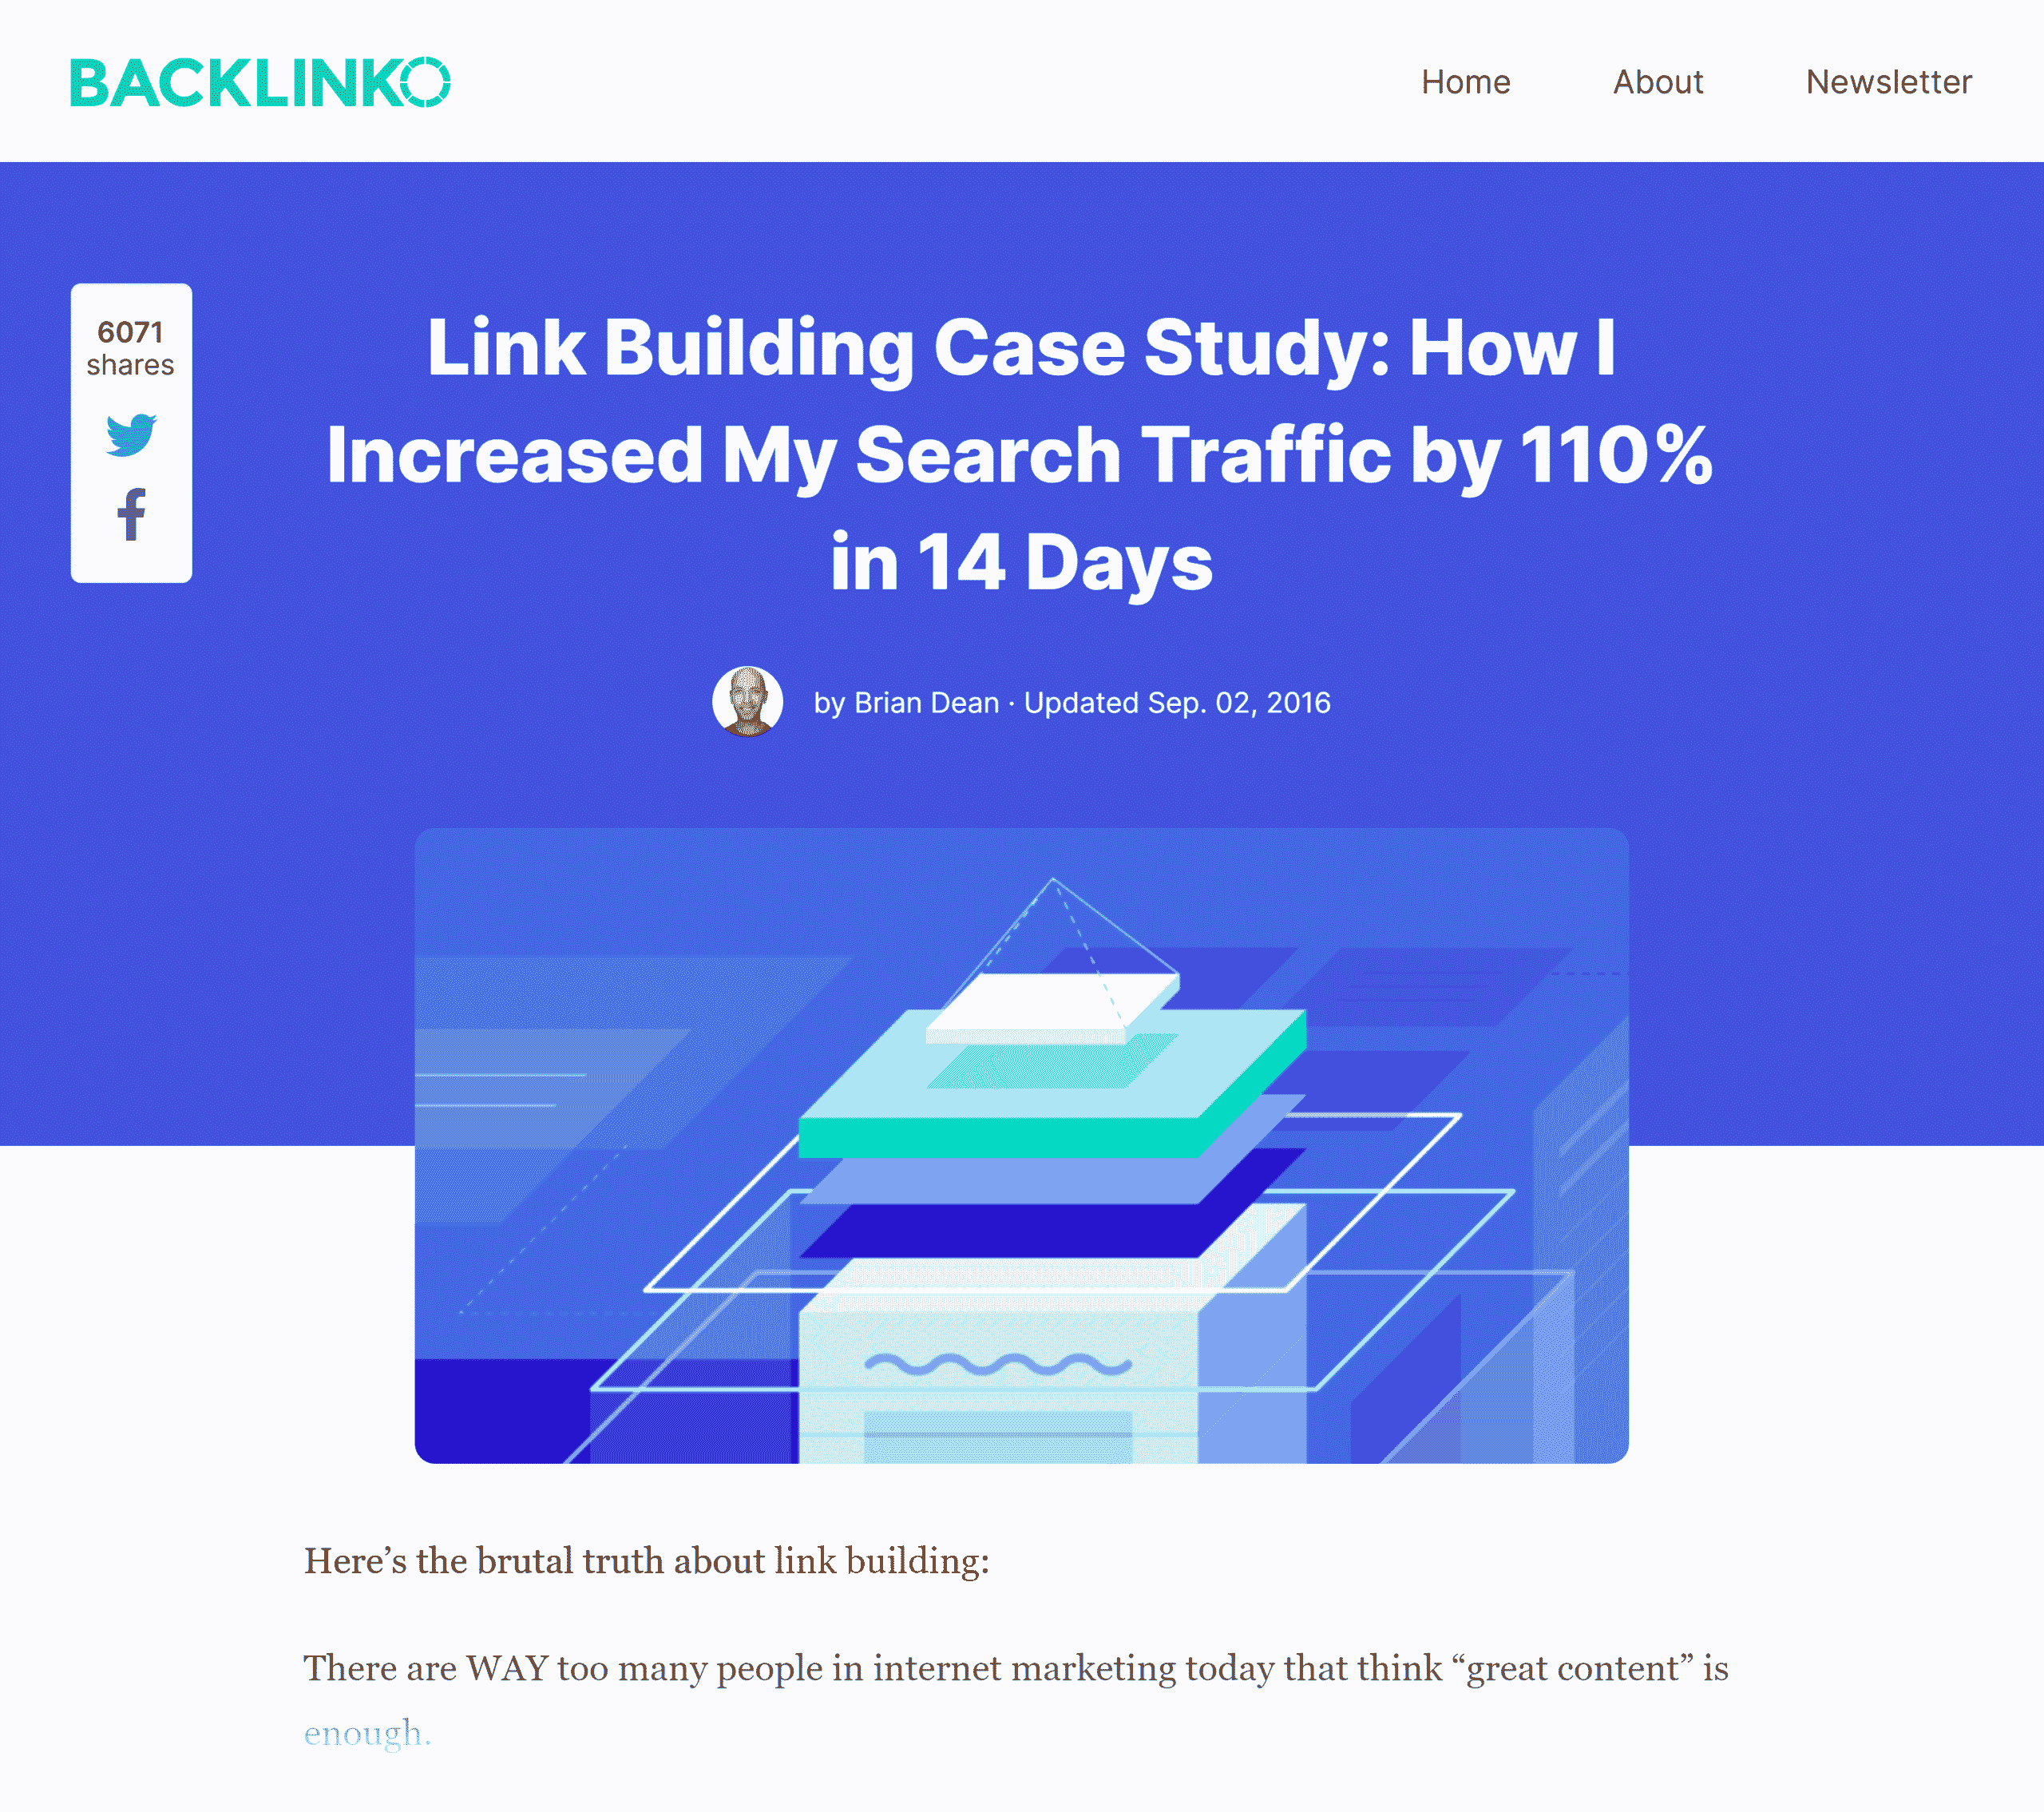 BACKLINKO
Home About Newsletter
6071
shares
Link Building Case Study: How I
Increased My Search Traffic by 110%
in 14 Days
by Brian Dean · Updated Sep. 02, 2016
Here’s the brutal truth about link building:
There are WAY too many people in internet marketing today that think “great content” is
enough.